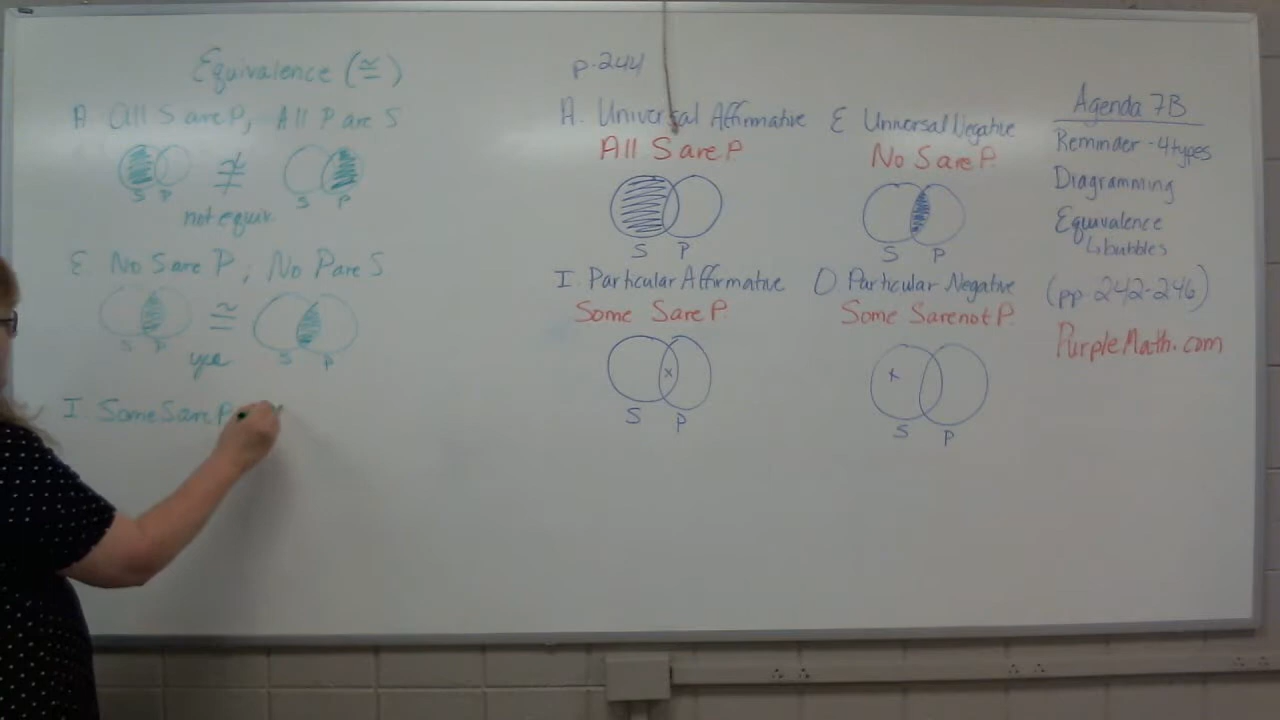 Equivalence (≅)
A All S are P, All P are S
≇
S P S P
not equiv.
E No S are P, No P are S
≅
S P S P
yes
I Some S are P
p.244
A. Universal Affirmative
All S are P
S P
E Universal Negative
No S are P.
S P
I. Particular Affirmative
Some S are P.
x
S P
O Particular Negative
Some S are not P.
x
S P
Agenda 7B
Reminder - 4 types
Diagramming
Equivalence
↳ bubbles
(pp. 242-246)
PurpleMath.com